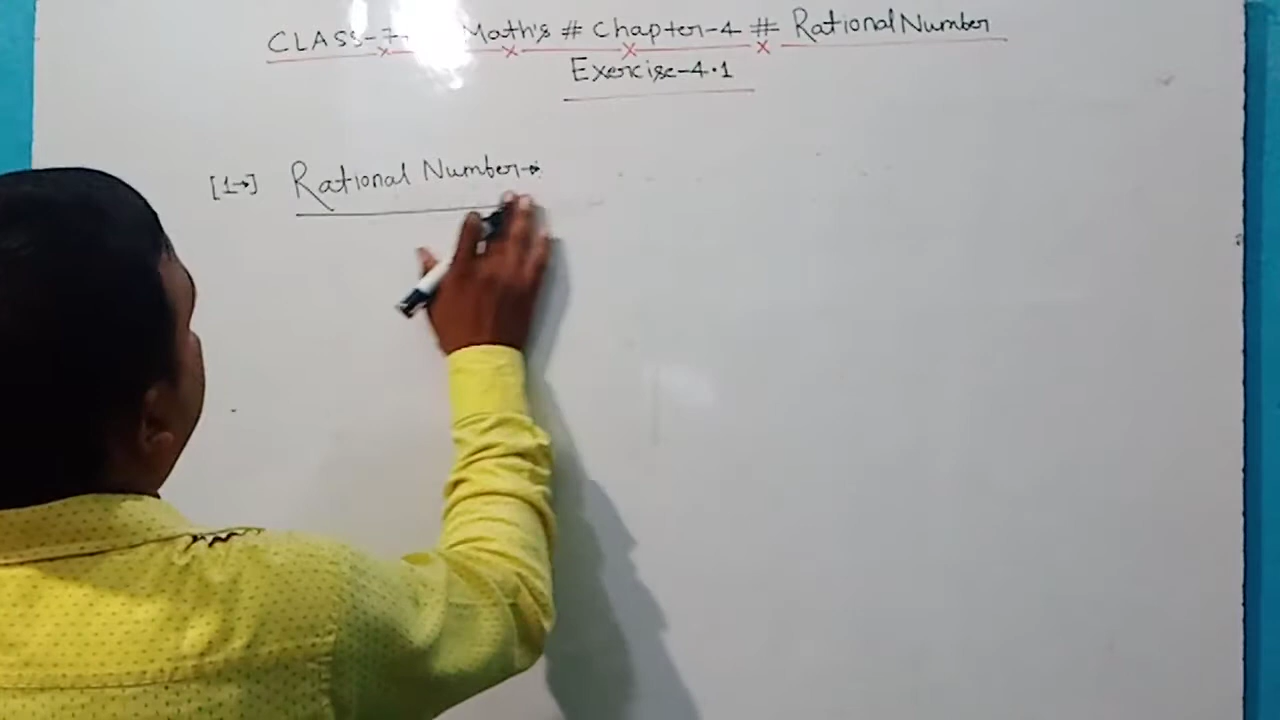 CLASS-7 Math's # Chapter-4 # Rational Number
Exercise-4.1
[1→] Rational Number→